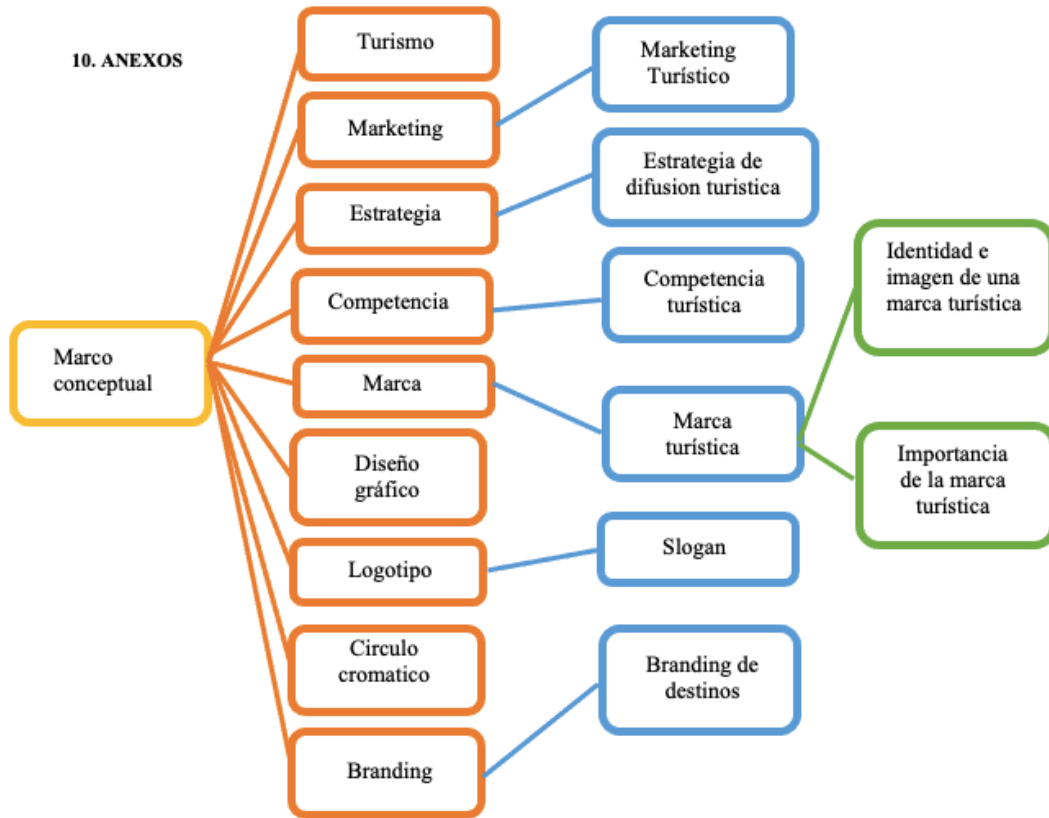 10. ANEXOS
Marco
conceptual
Turismo
Marketing
Estrategia
Competencia
Marca
Diseño
gráfico
Logotipo
Circulo
cromatico
Branding
Marketing
Turístico
Estrategia de
difusion turistica
Competencia
turística
Marca
turística
Slogan
Branding de
destinos
Identidad e
imagen de una
marca turística
Importancia
de la marca
turística